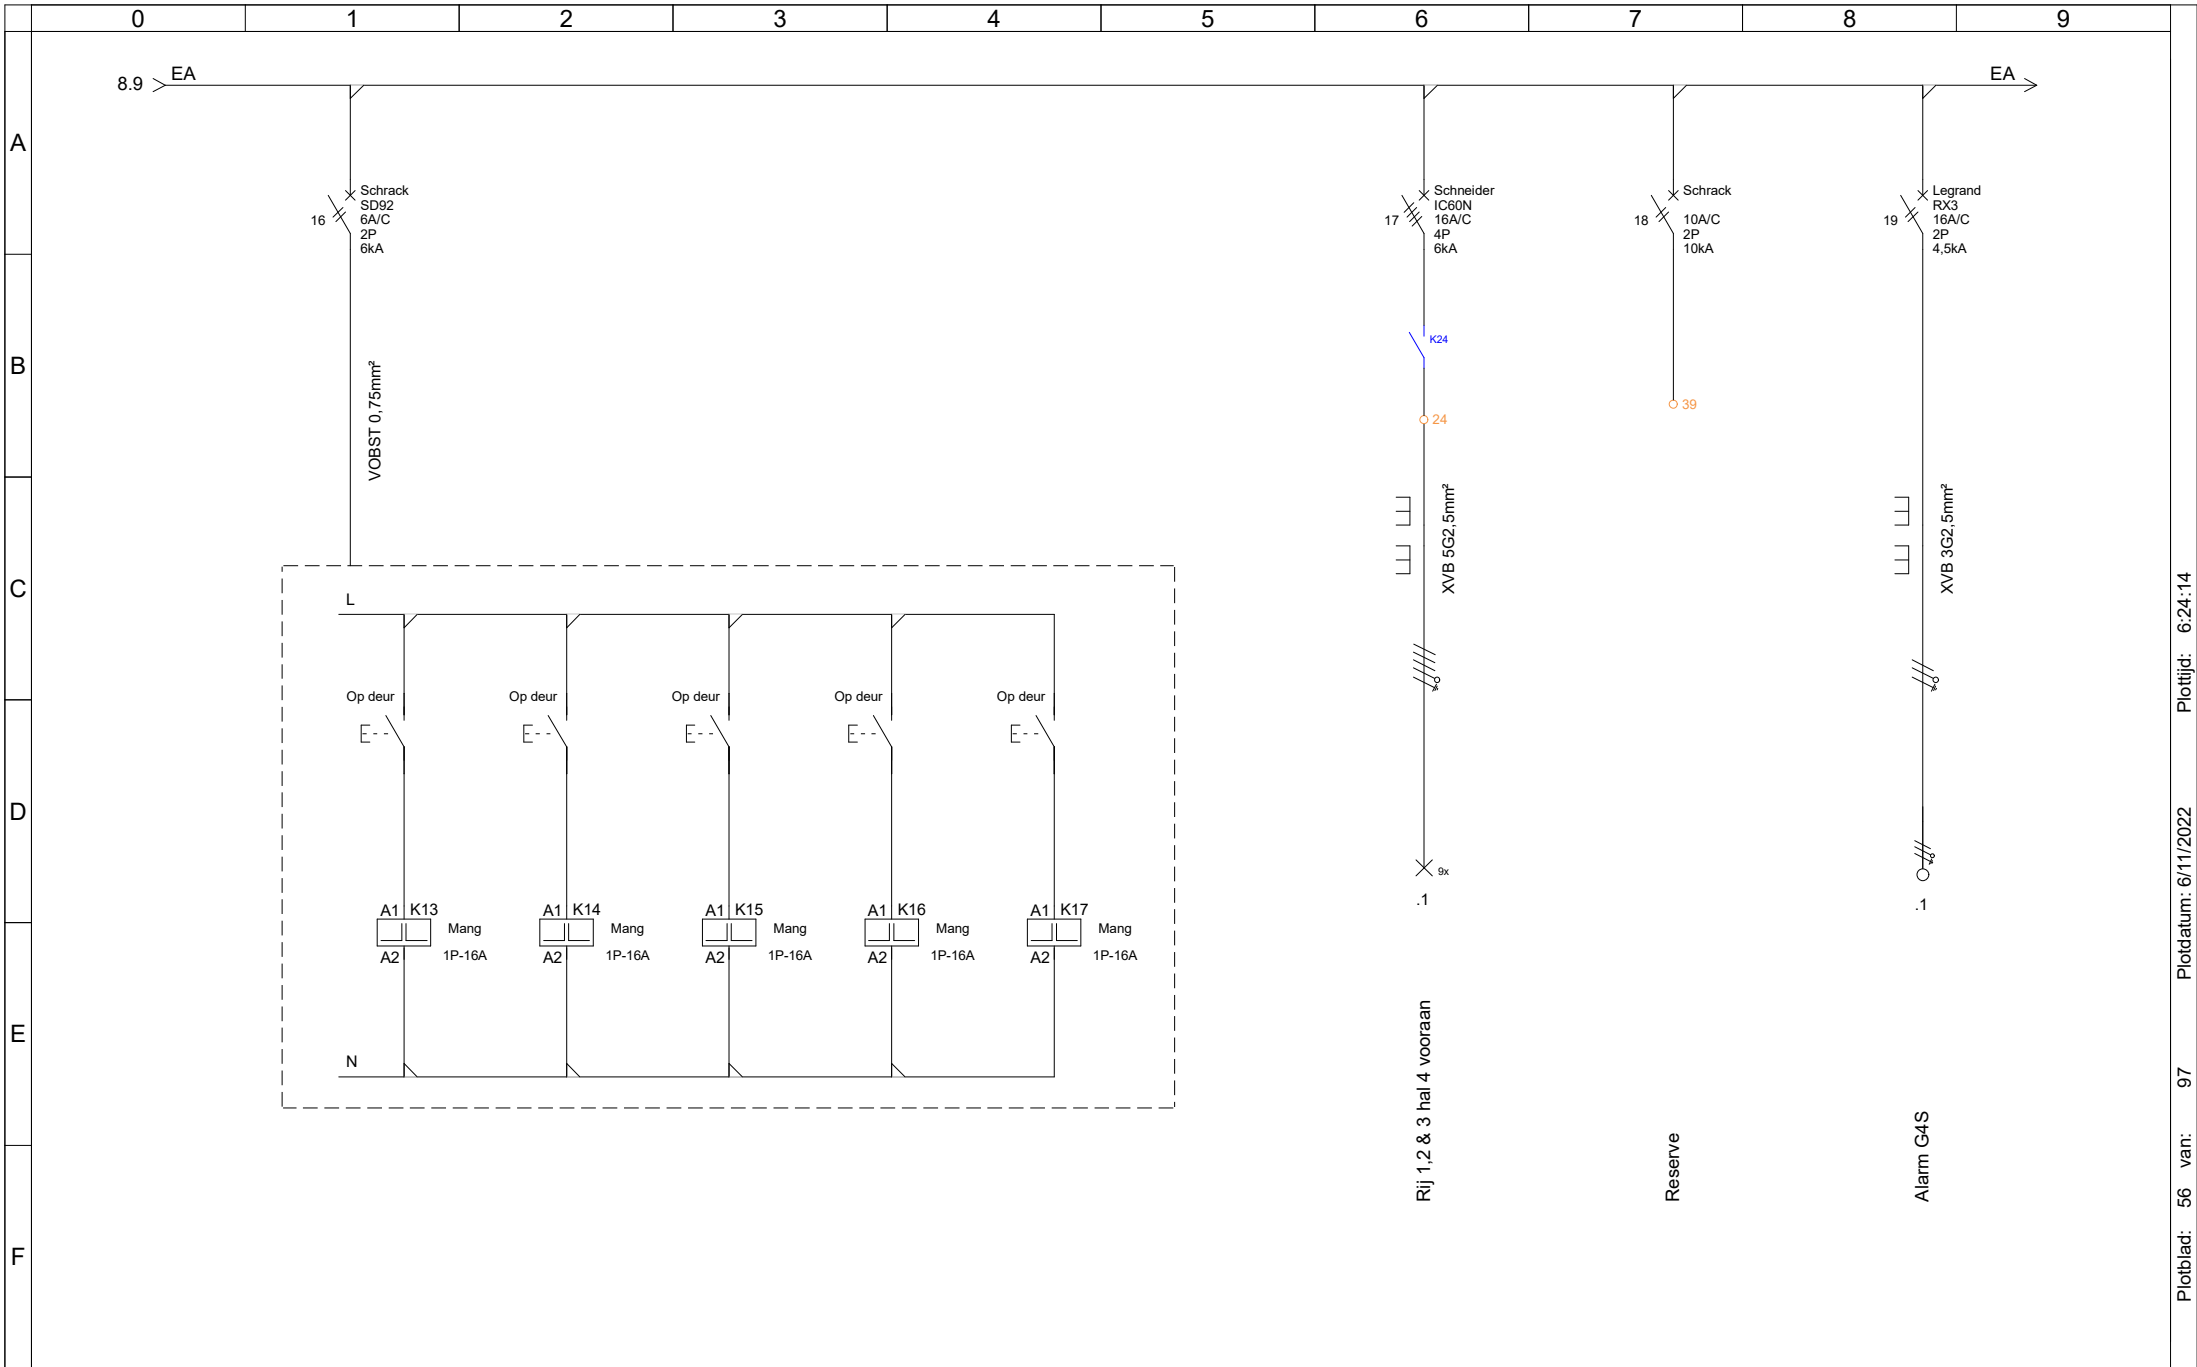 0 1 2 3 4 5 6 7 8 9
A
B
C
D
E
F
8.9
EA
EA
16
Schrack
SD92
6A/C
2P
6kA
VOBST 0,75mm²
17
Schneider
IC60N
16A/C
4P
6kA
K24
24
XVB 5G2,5mm²
9x
.1
Rij 1,2 & 3 hal 4 vooraan
18
Schrack
10A/C
2P
10kA
39
Reserve
19
Legrand
RX3
16A/C
2P
4,5kA
XVB 3G2,5mm²
.1
Alarm G4S
L
Op deur
Op deur
Op deur
Op deur
Op deur
A1 K13
Mang
A2
1P-16A
A1 K14
Mang
A2
1P-16A
A1 K15
Mang
A2
1P-16A
A1 K16
Mang
A2
1P-16A
A1 K17
Mang
A2
1P-16A
N
Plotblad: 56 van: 97 Plotdatum: 6/11/2022 Plottijd: 6:24:14